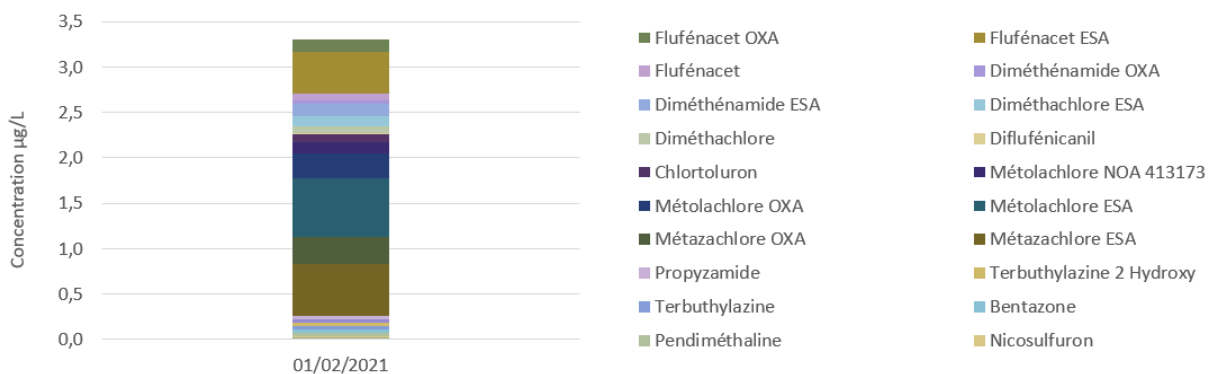 3,5
3,0
2,5
2,0
1,5
1,0
0,5
0,0
Concentration µg/L
01/02/2021
Flufénacet OXA
Flufénacet ESA
Flufénacet
Diméthénamide OXA
Diméthénamide ESA
Diméthachlore ESA
Diméthachlore
Diflufénicanil
Chlortoluron
Métolachlore NOA 413173
Métolachlore OXA
Métolachlore ESA
Métazachlore OXA
Métazachlore ESA
Propyzamide
Terbuthylazine 2 Hydroxy
Terbuthylazine
Bentazone
Pendiméthaline
Nicosulfuron